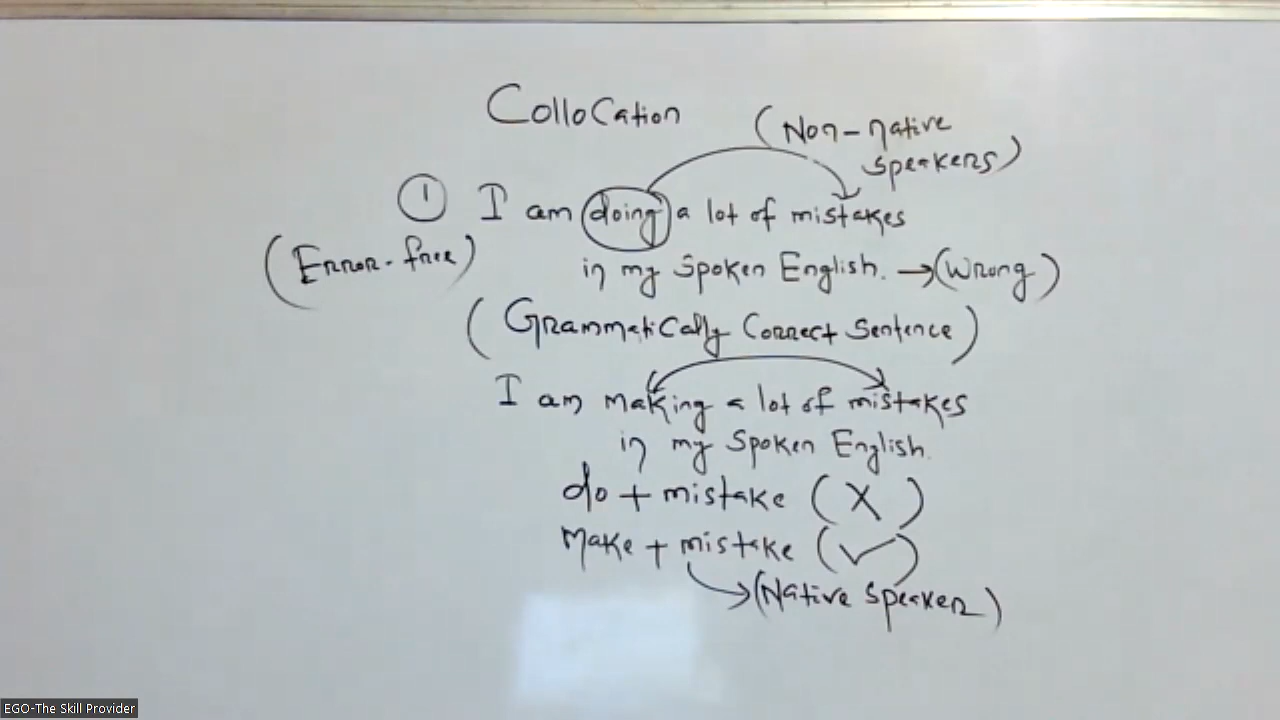 Collocation
(Non-native
speakers)
① I am doing a lot of mistakes
(Error-free)
in my Spoken English. → (Wrong)
(Grammatically Correct Sentence)
I am making a lot of mistakes
in my Spoken English.
do + mistake (X)
Make + mistake (✓)
(Native Speaker)
EGO-The Skill Provider